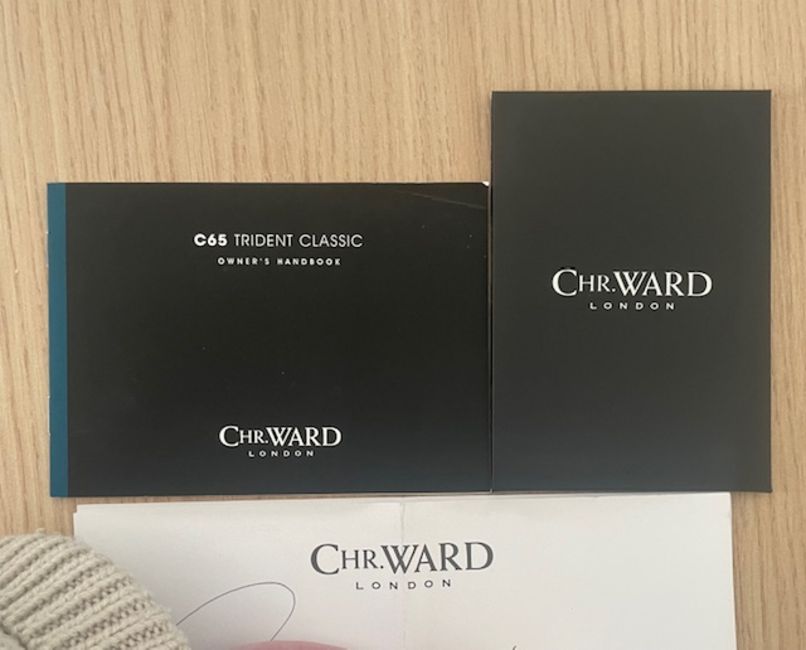 C65 TRIDENT CLASSIC
OWNER'S HANDBOOK
CHR.WARD
LONDON
CHR.WARD
LONDON
CHR.WARD
LONDON